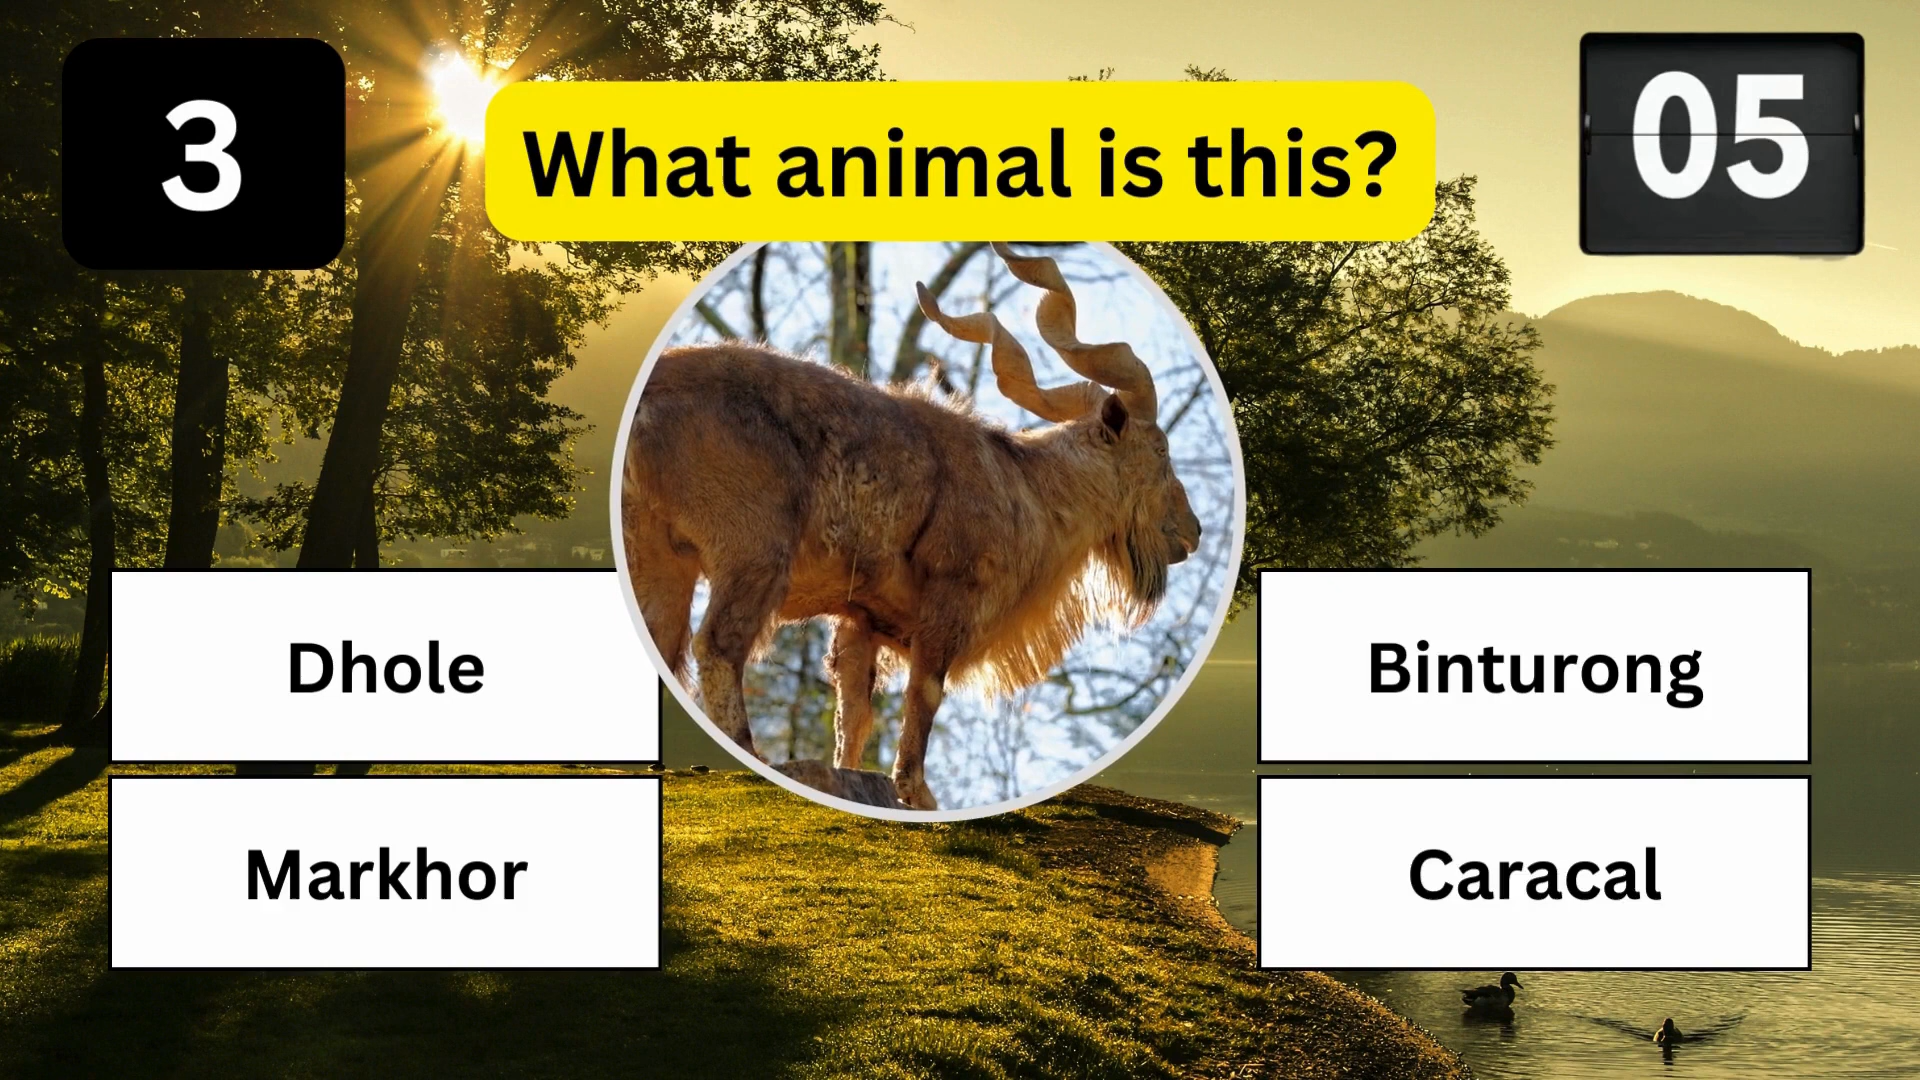 3
What animal is this?
05
Dhole
Binturong
Markhor
Caracal